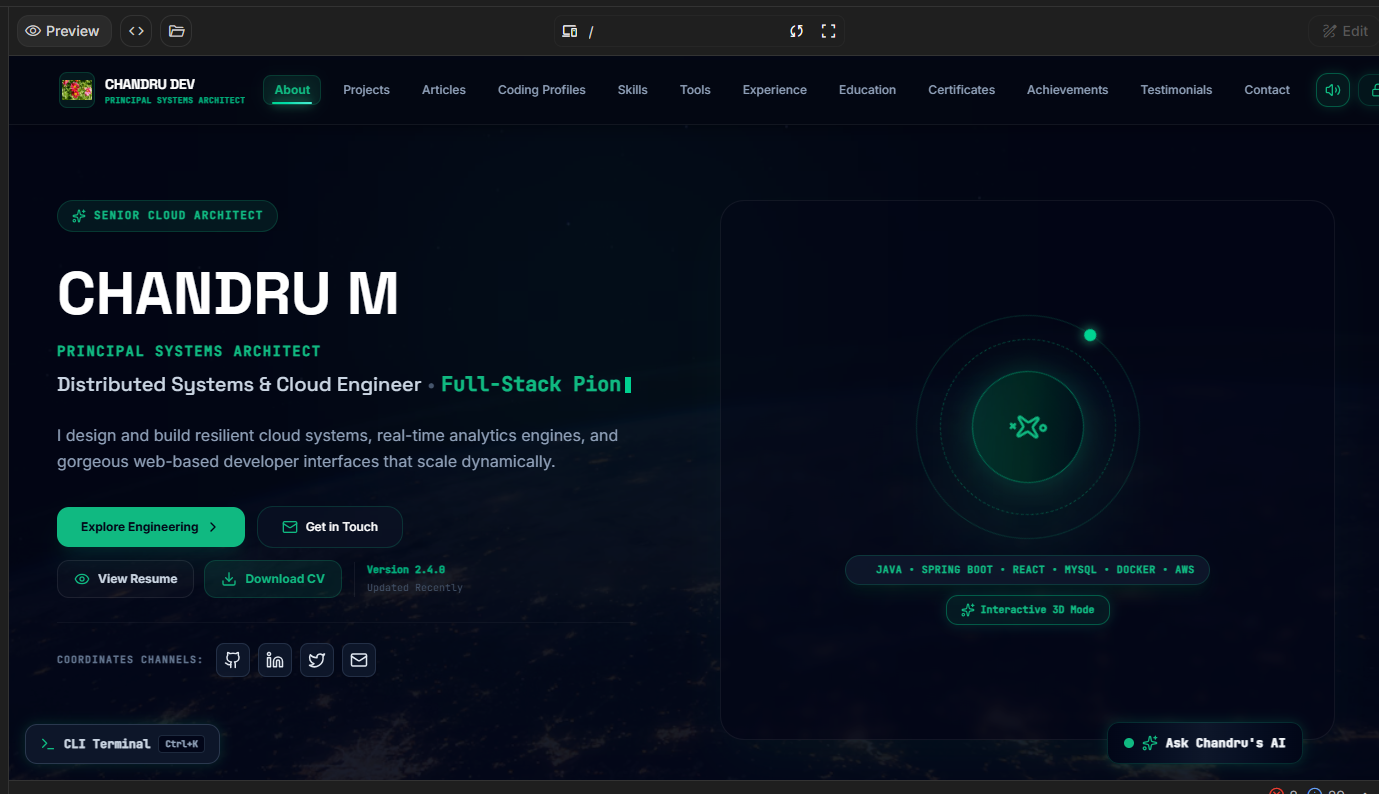 Preview
/
Edit
CHANDRU DEV
PRINCIPAL SYSTEMS ARCHITECT
About
Projects
Articles
Coding Profiles
Skills
Tools
Experience
Education
Certificates
Achievements
Testimonials
Contact
SENIOR CLOUD ARCHITECT
CHANDRU M
PRINCIPAL SYSTEMS ARCHITECT
Distributed Systems & Cloud Engineer • Full-Stack Pion
I design and build resilient cloud systems, real-time analytics engines, and
gorgeous web-based developer interfaces that scale dynamically.
Explore Engineering
Get in Touch
View Resume
Download CV
Version 2.4.0
Updated Recently
COORDINATES CHANNELS:
JAVA • SPRING BOOT • REACT • MYSQL • DOCKER • AWS
Interactive 3D Mode
CLI Terminal Ctrl+K
Ask Chandru's AI